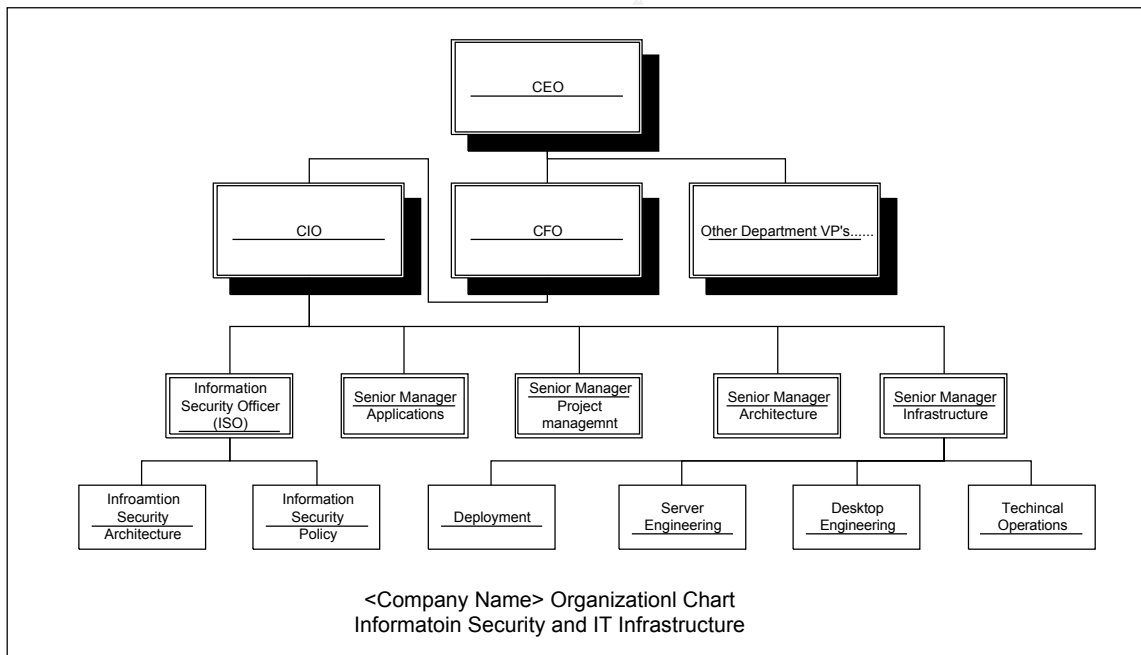 CEO
CIO
CFO
Other Department VP's......
Information
Security Officer
(ISO)
Senior Manager
Applications
Senior Manager
Project
managemnt
Senior Manager
Architecture
Senior Manager
Infrastructure
Infroamtion
Security
Architecture
Information
Security
Policy
Deployment
Server
Engineering
Desktop
Engineering
Techincal
Operations
<Company Name> Organizationl Chart
Informatoin Security and IT Infrastructure